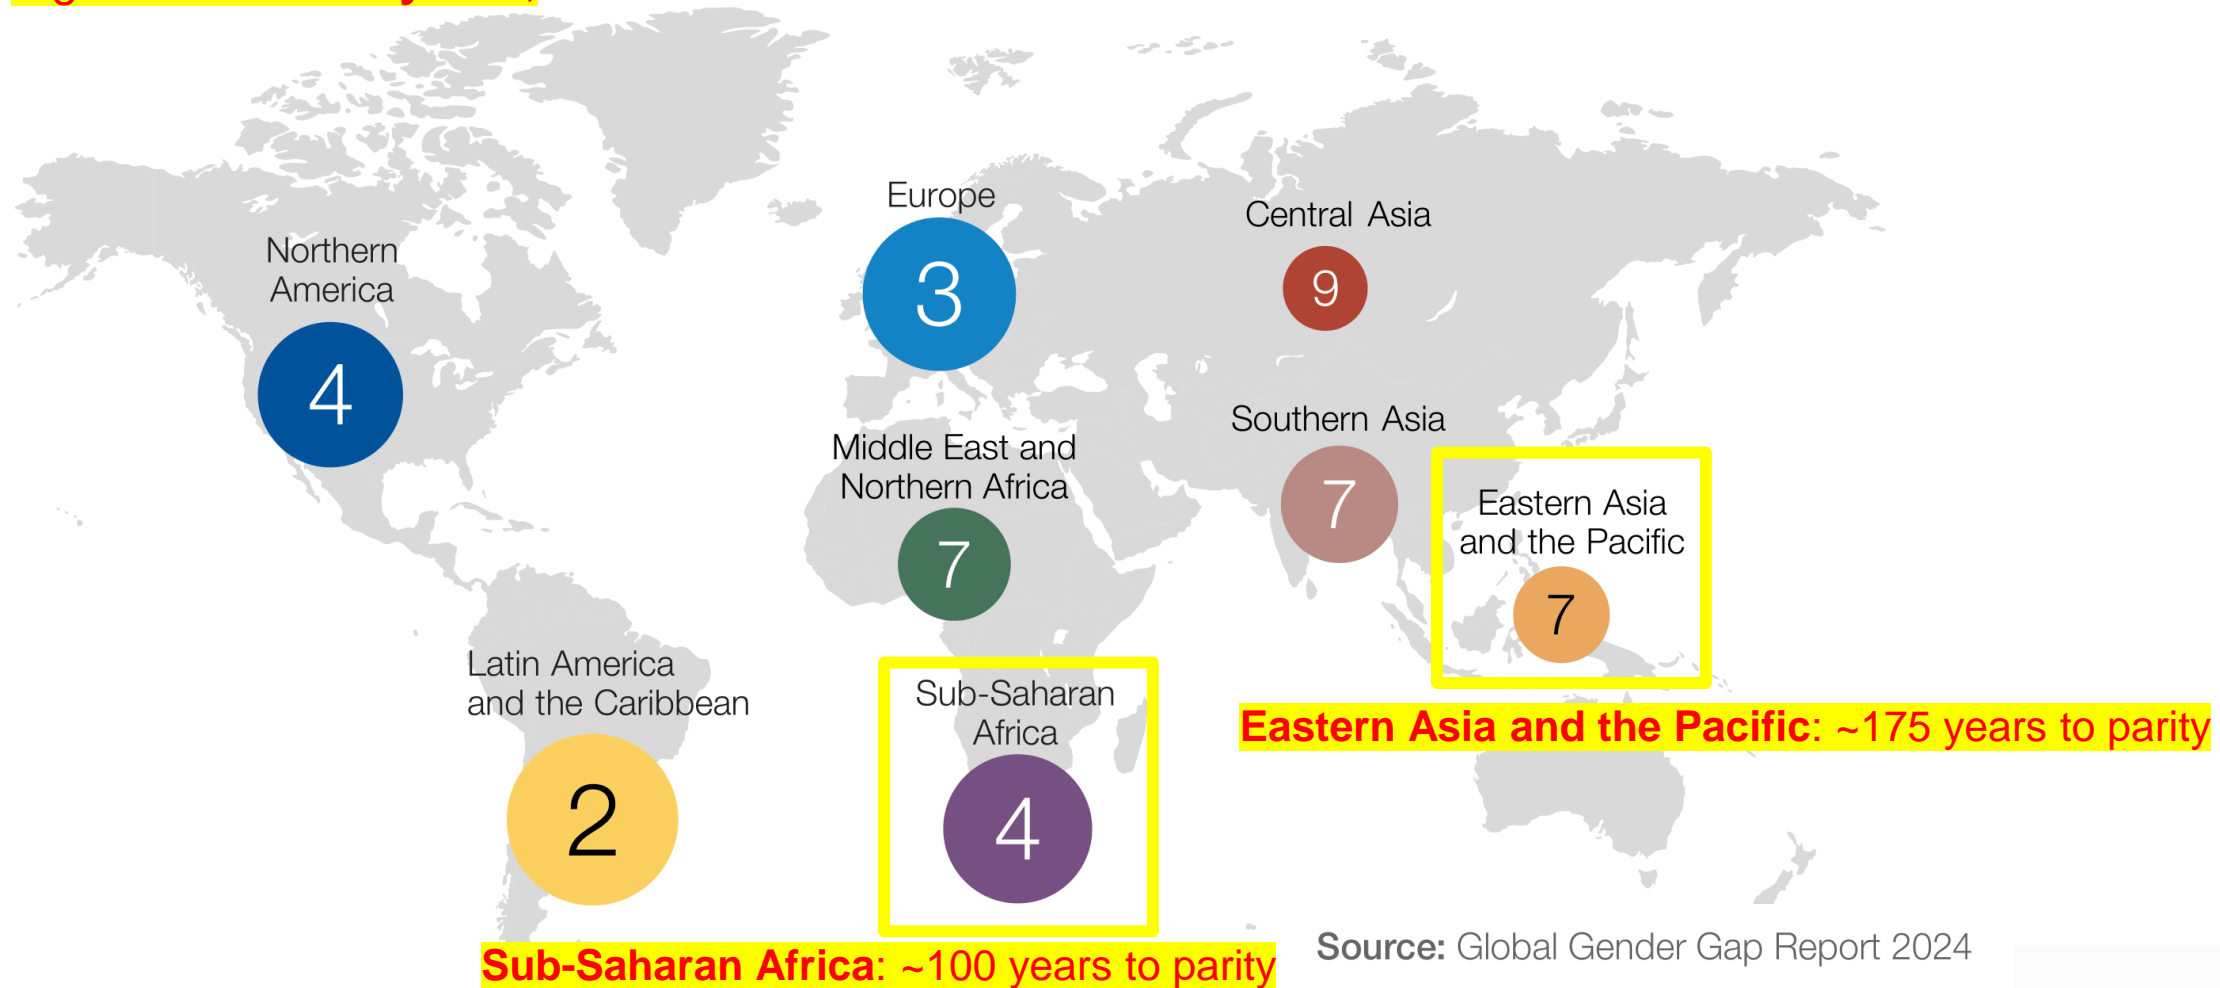 Europe
3
Central Asia
9
Northern
America
4
Southern Asia
7
Middle East and
Northern Africa
7
Eastern Asia
and the Pacific
7
Latin America
and the Caribbean
2
Sub-Saharan
Africa
4
Eastern Asia and the Pacific: ~175 years to parity
Source: Global Gender Gap Report 2024
Sub-Saharan Africa: ~100 years to parity